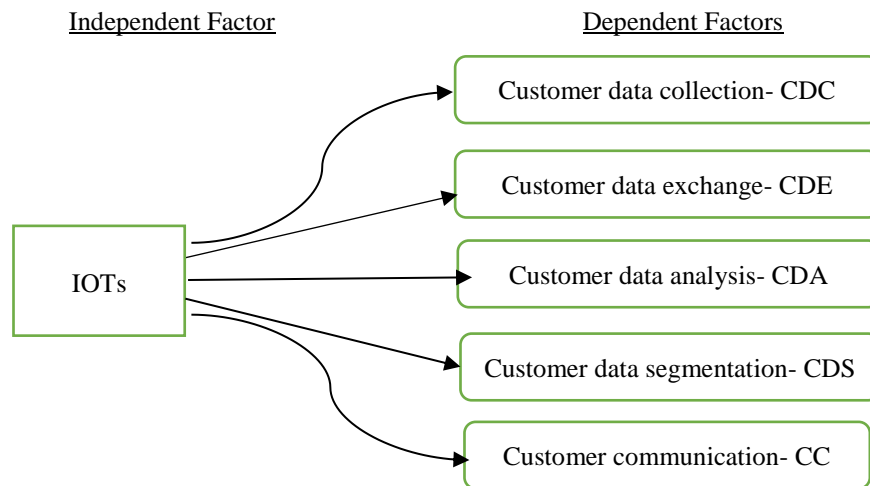 Independent Factor
Dependent Factors
Customer data collection- CDC
Customer data exchange- CDE
IOTs
Customer data analysis- CDA
Customer data segmentation- CDS
Customer communication- CC